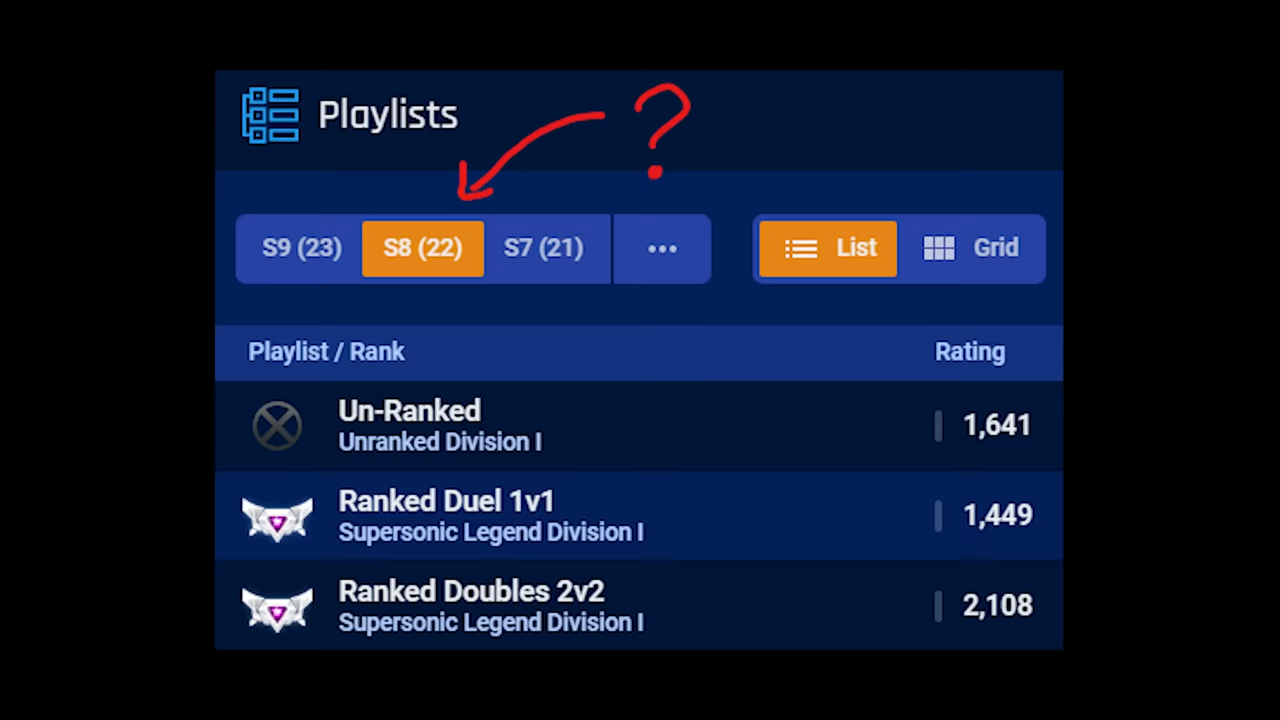 Playlists
?
S9 (23) S8 (22) S7 (21) ••• List Grid
Playlist / Rank Rating
Un-Ranked
Unranked Division I
1,641
Ranked Duel 1v1
Supersonic Legend Division I
1,449
Ranked Doubles 2v2
Supersonic Legend Division I
2,108